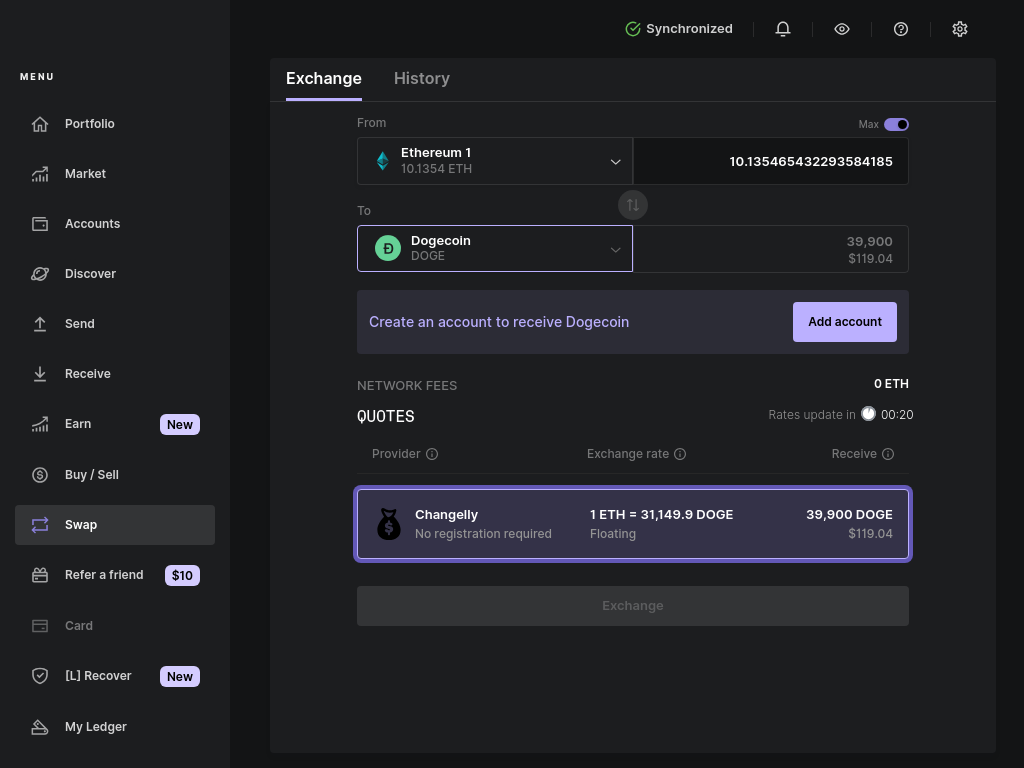 Synchronized
MENU
Portfolio
Market
Accounts
Discover
Send
Receive
Earn New
Buy / Sell
Swap
Refer a friend $10
Card
[L] Recover New
My Ledger
Exchange History
From Max
Ethereum 1
10.1354 ETH
10.135465432293584185
To
Dogecoin
DOGE
39,900
$119.04
Create an account to receive Dogecoin Add account
NETWORK FEES 0 ETH
QUOTES Rates update in 00:20
Provider Exchange rate Receive
Changelly 1 ETH = 31,149.9 DOGE 39,900 DOGE
No registration required Floating $119.04
Exchange